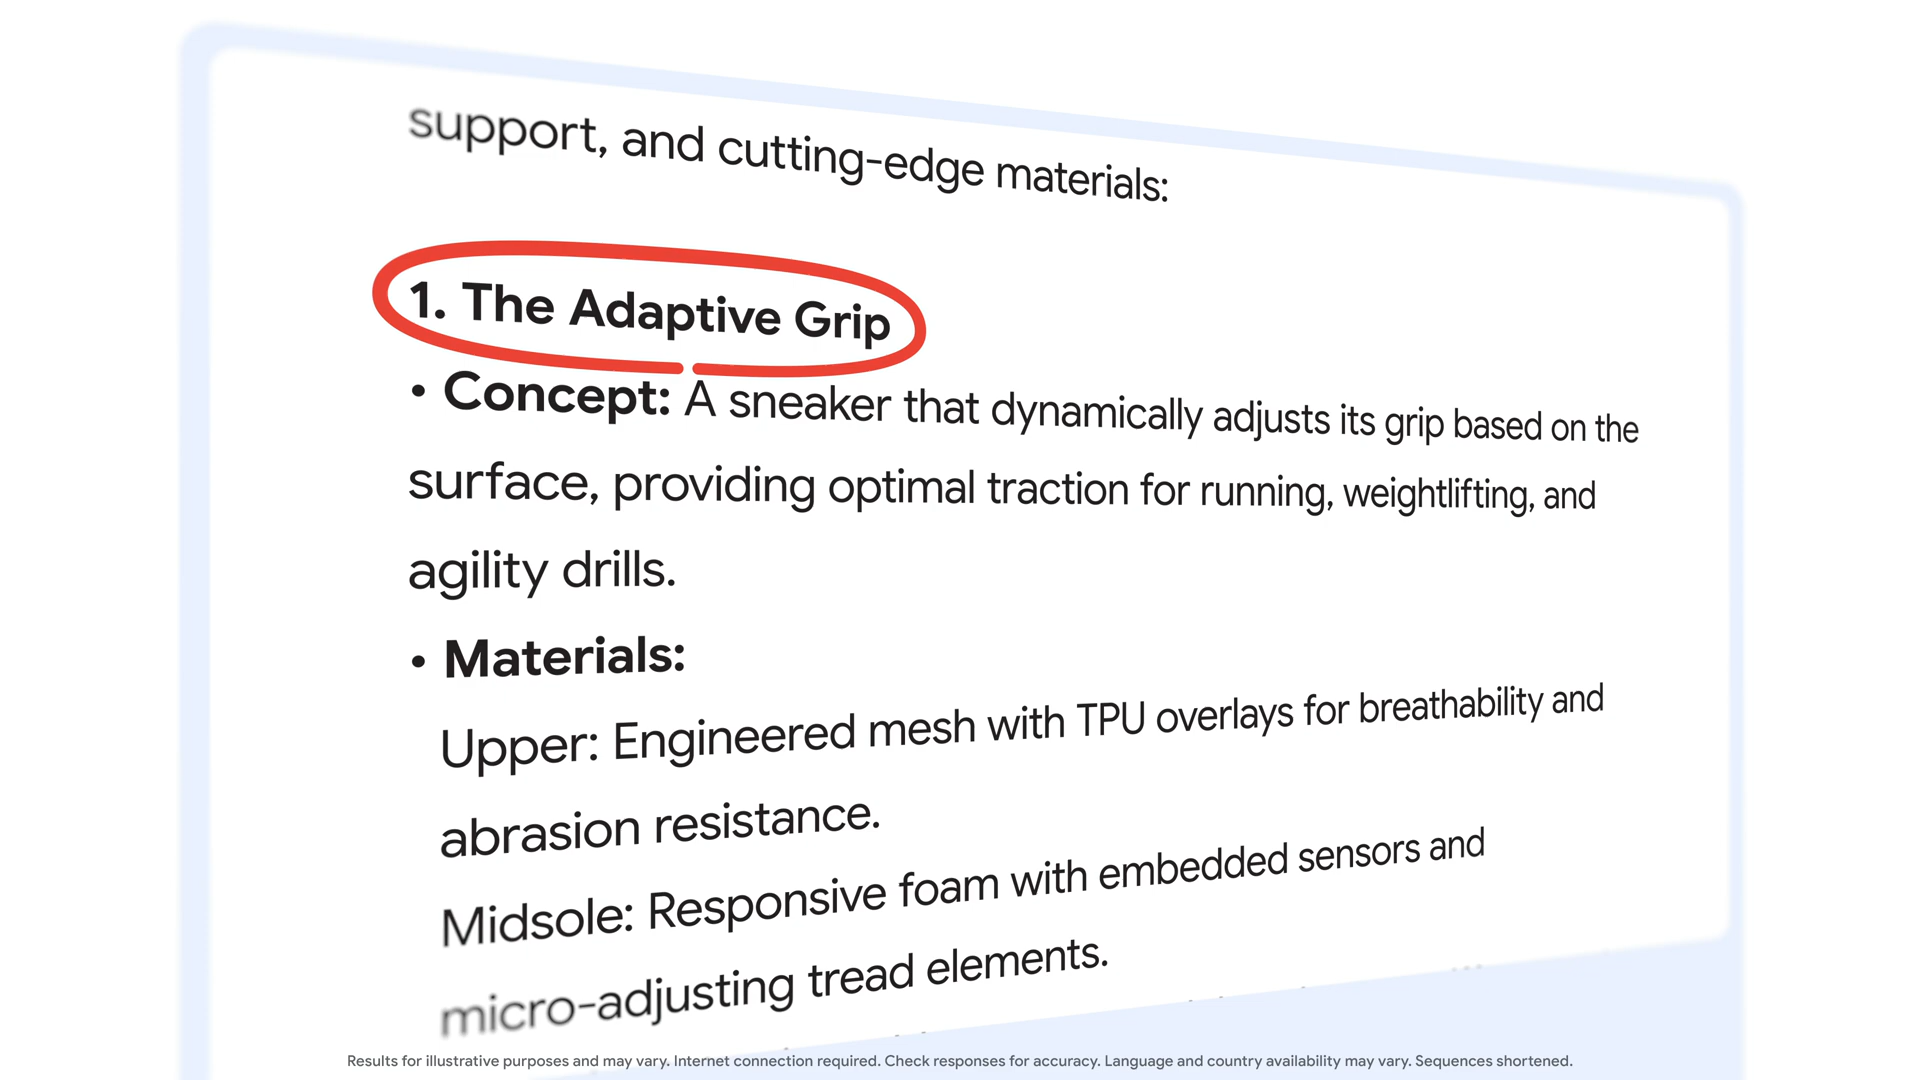 support, and cutting-edge materials:
1. The Adaptive Grip
• Concept: A sneaker that dynamically adjusts its grip based on the
surface, providing optimal traction for running, weightlifting, and
agility drills.
• Materials:
Upper: Engineered mesh with TPU overlays for breathability and
abrasion resistance.
Midsole: Responsive foam with embedded sensors and
micro-adjusting tread elements.
Results for illustrative purposes and may vary. Internet connection required. Check responses for accuracy. Language and country availability may vary. Sequences shortened.